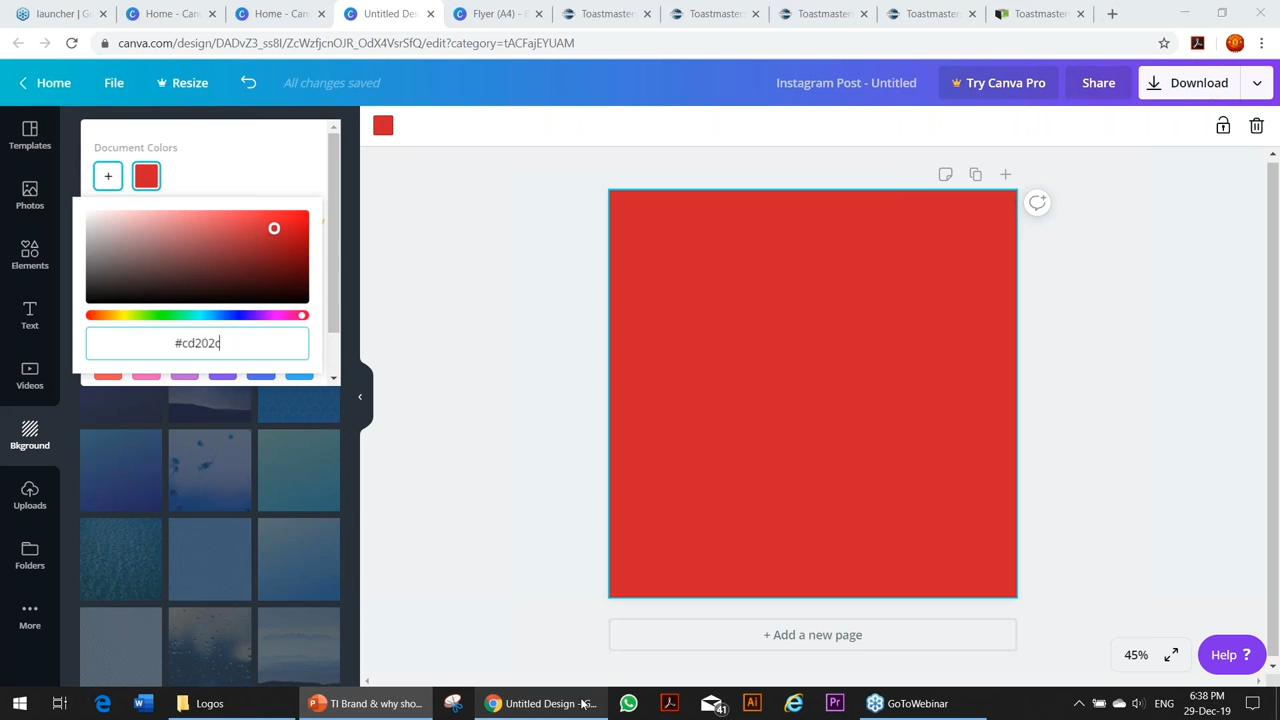 launcher | G
Home - Can
Home - Can
Untitled Des
Flyer (A4) - E
Toastmaster
Toastmaster
Toastmaster
Toastmaster
Toastmaster
canva.com/design/DADvZ3_ss8I/ZcWzfjcnOJR_OdX4VsrSfQ/edit?category=tACFajEYUAM
Home
File
Resize
All changes saved
Instagram Post - Untitled
Try Canva Pro
Share
Download
Templates
Photos
Elements
Text
Videos
Bkground
Uploads
Folders
More
Document Colors
+
#cd202c
+ Add a new page
45%
Help ?
Logos
TI Brand & why sho...
Untitled Design - G...
41
GoToWebinar
ENG
6:38 PM
29-Dec-19